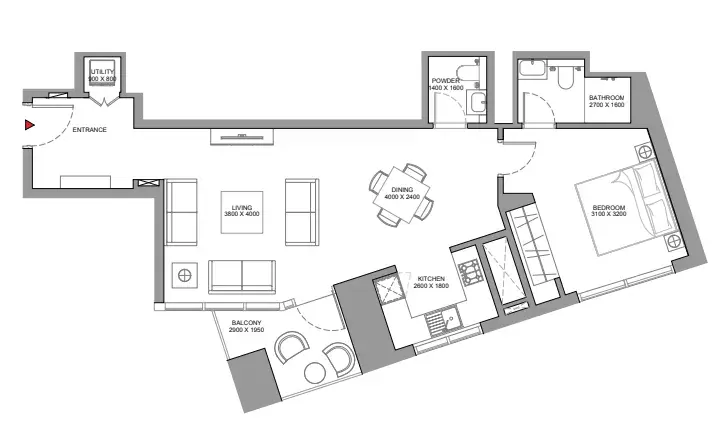 UTILITY
900 X 800
POWDER
1400 X 1600
BATHROOM
2700 X 1600
ENTRANCE
DINING
4000 X 2400
LIVING
3800 X 4000
BEDROOM
3100 X 3200
KITCHEN
2600 X 1800
BALCONY
2900 X 1950